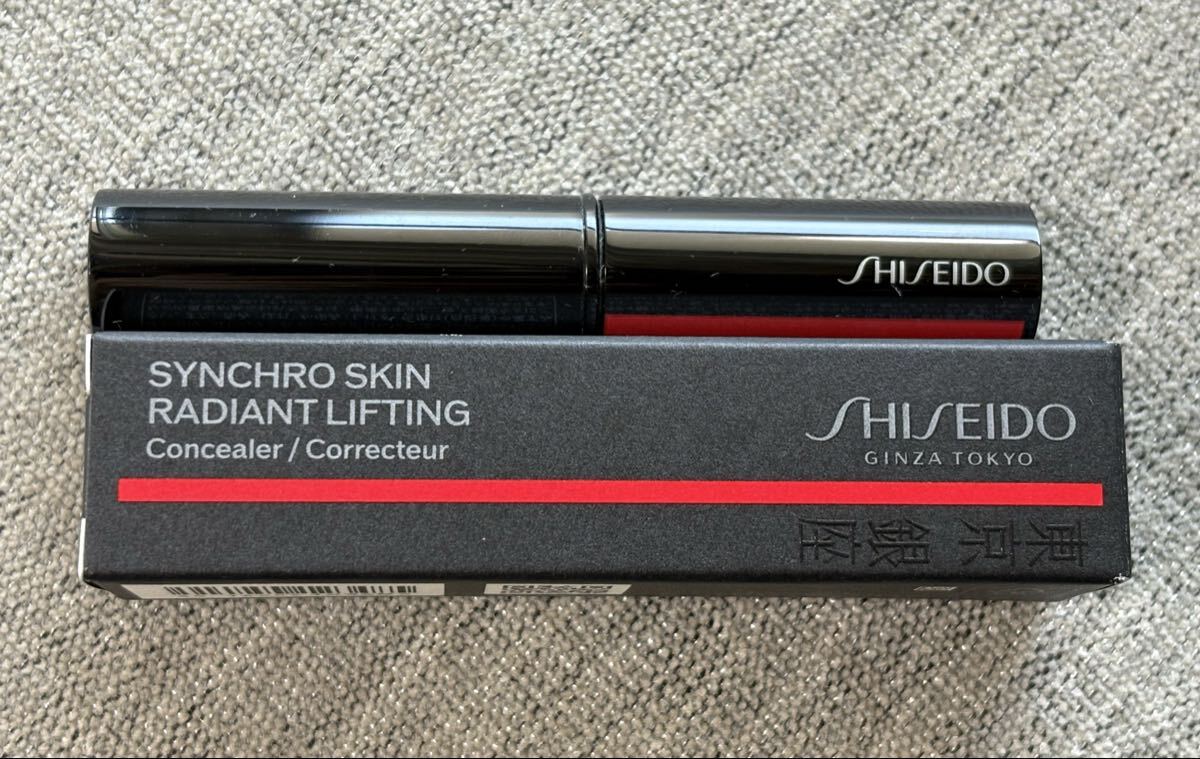 SHISEIDO
SYNCHRO SKIN
RADIANT LIFTING
Concealer / Correcteur
SHISEIDO
GINZA TOKYO
東京銀座